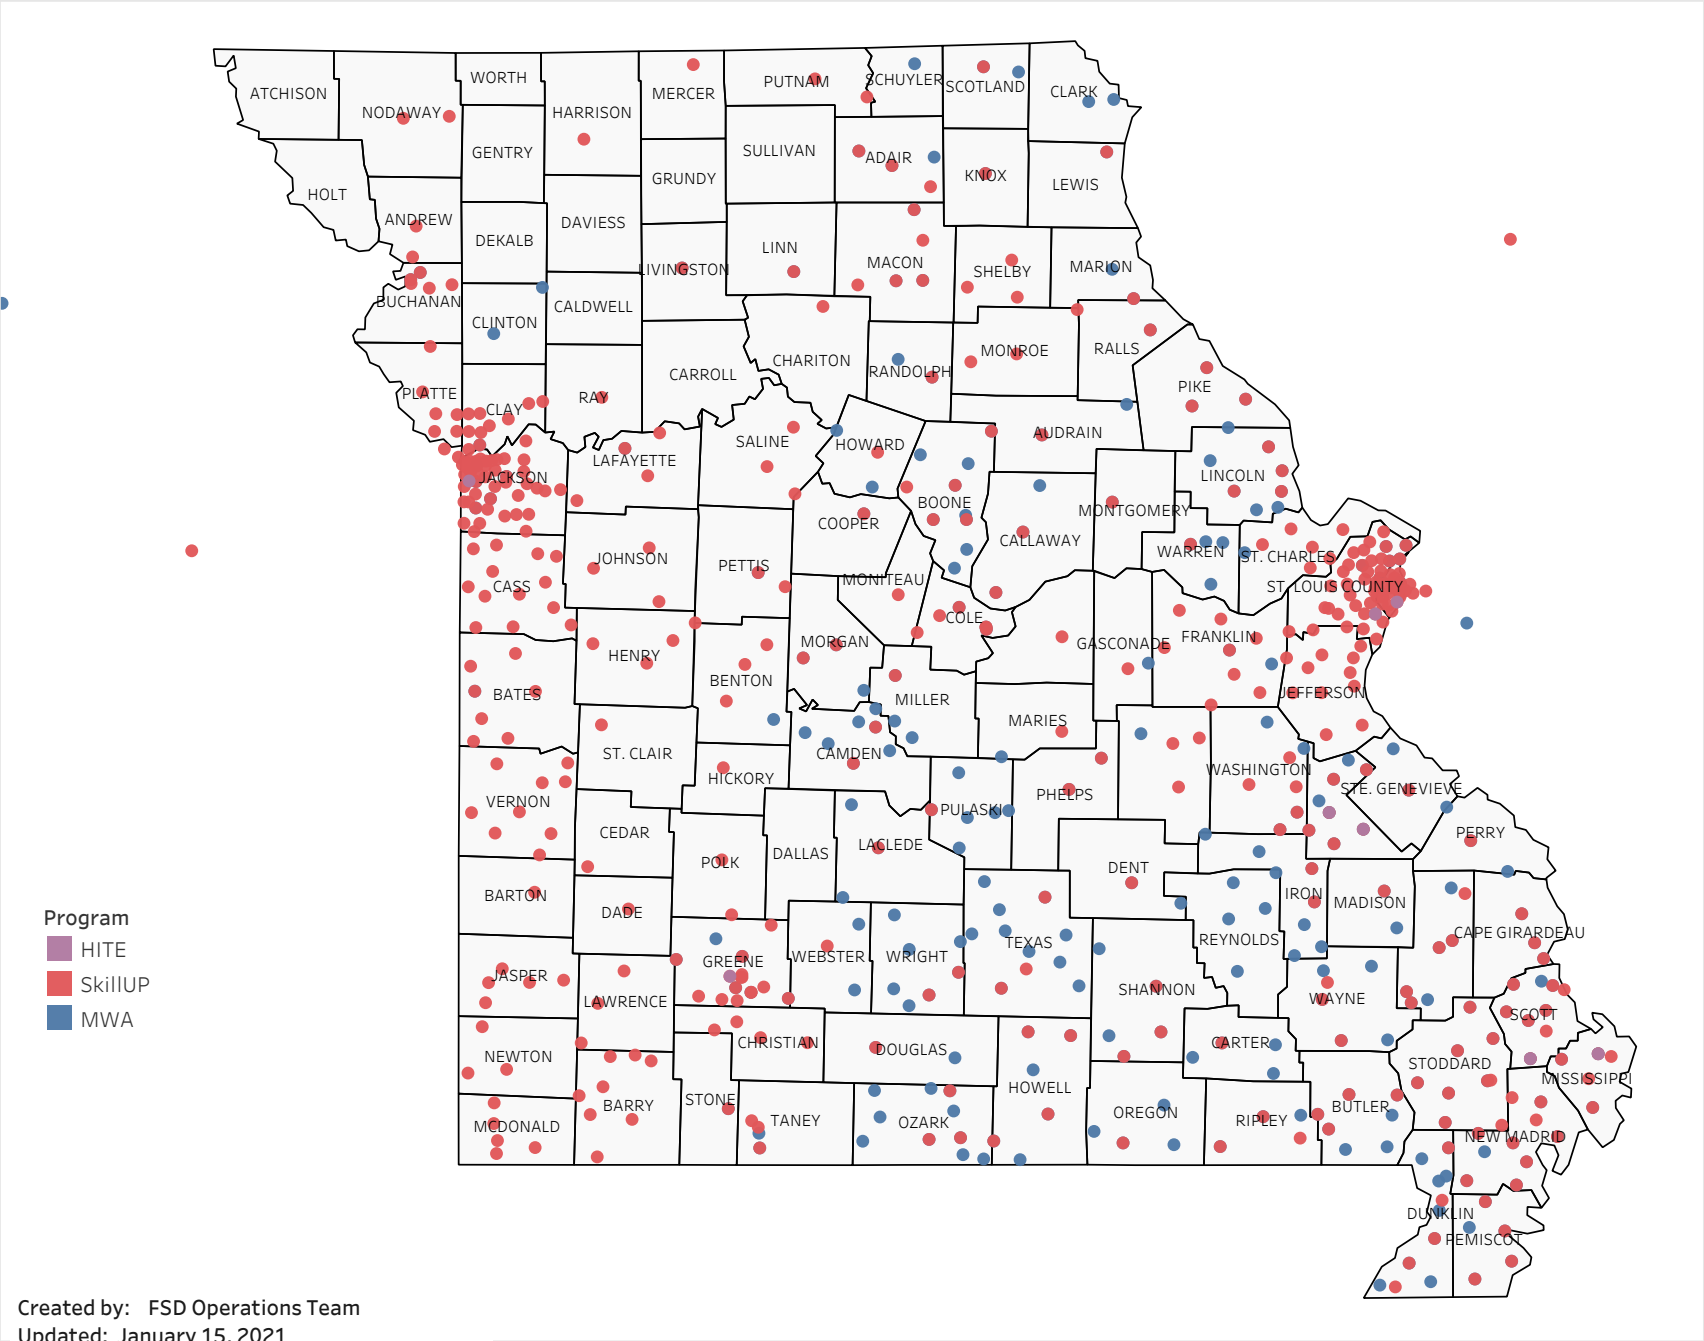 ATCHISON
NODAWAY
WORTH
HARRISON
MERCER
PUTNAM
SCHUYLER
SCOTLAND
CLARK
HOLT
GENTRY
SULLIVAN
ADAIR
KNOX
LEWIS
GRUNDY
ANDREW
DEKALB
DAVIESS
LINN
MACON
SHELBY
MARION
LIVINGSTON
BUCHANAN
CLINTON
CALDWELL
CHARITON
RANDOLPH
MONROE
RALLS
PIKE
PLATTE
CLAY
RAY
CARROLL
SALINE
HOWARD
AUDRAIN
LAFAYETTE
JACKSON
LINCOLN
BOONE
MONTGOMERY
COOPER
CALLAWAY
WARREN
ST. CHARLES
JOHNSON
PETTIS
MONITEAU
ST. LOUIS COUNTY
CASS
COLE
MORGAN
GASCONADE
FRANKLIN
HENRY
BENTON
MILLER
JEFFERSON
BATES
MARIES
ST. CLAIR
CAMDEN
HICKORY
WASHINGTON
STE. GENEVIEVE
VERNON
PULASKI
PHELPS
PERRY
CEDAR
LACLEDE
POLK
DALLAS
DENT
BARTON
IRON
MADISON
DADE
REYNOLDS
CAPE GIRARDEAU
GREENE
WEBSTER
WRIGHT
TEXAS
JASPER
LAWRENCE
SHANNON
WAYNE
SCOTT
NEWTON
CHRISTIAN
DOUGLAS
CARTER
STODDARD
MISSISSIPPI
HOWELL
BARRY
STONE
TANEY
OZARK
OREGON
RIPLEY
BUTLER
MCDONALD
NEW MADRID
DUNKLIN
PEMISCOT
Program
HITE
SkillUP
MWA
Created by: FSD Operations Team
Updated: January 15, 2021